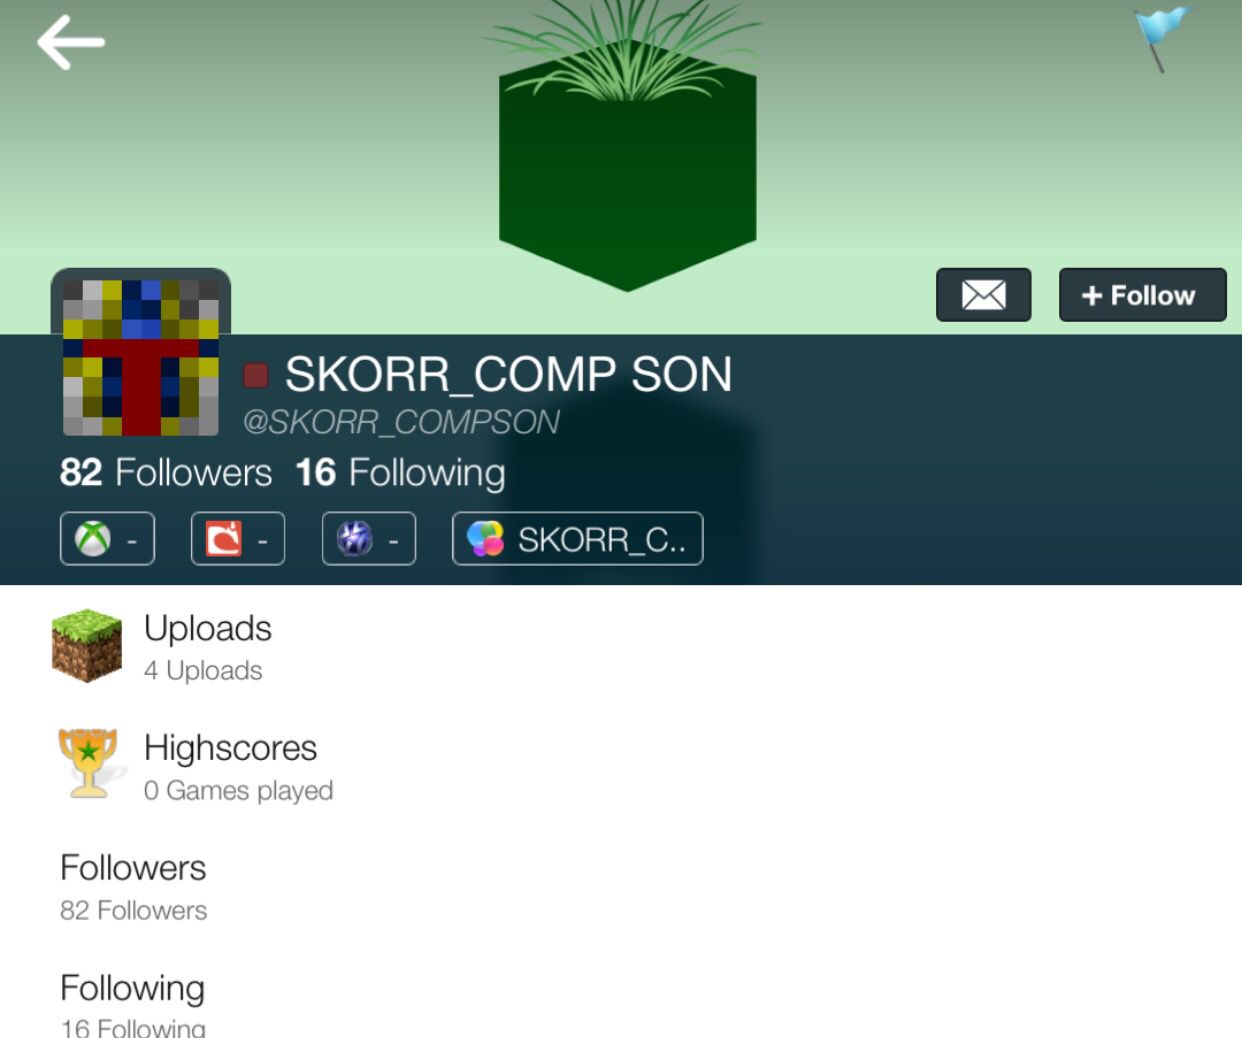 + Follow
SKORR_COMP SON
@SKORR_COMPSON
82 Followers 16 Following
- - - SKORR_C..
Uploads
4 Uploads
Highscores
0 Games played
Followers
82 Followers
Following
16 Following